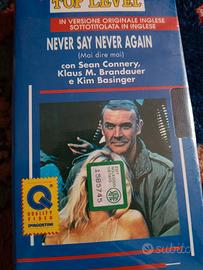 TOP LEVEL
IN VERSIONE ORIGINALE INGLESE
SOTTOTITOLATA IN INGLESE
NEVER SAY NEVER AGAIN
(Mai dire mai)
con Sean Connery,
Klaus M. Brandauer
e Kim Basinger
QUALITY
VIDEO
DeAGOSTINI
subito